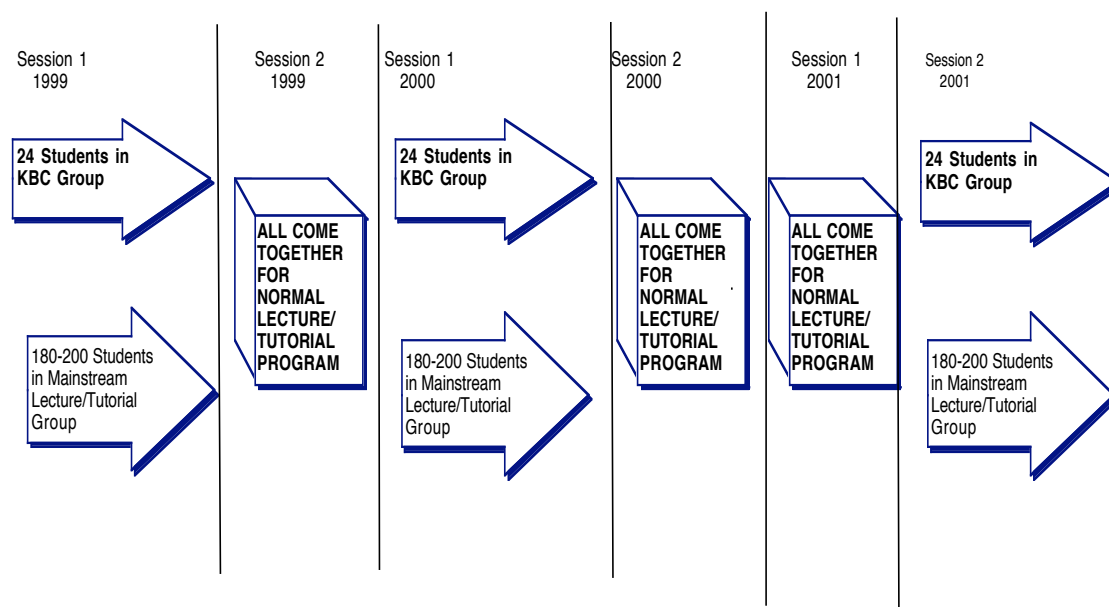 Session 1
1999
24 Students in
KBC Group
180-200 Students
in Mainstream
Lecture/Tutorial
Group
Session 2
1999
ALL COME
TOGETHER
FOR
NORMAL
LECTURE/
TUTORIAL
PROGRAM
Session 1
2000
24 Students in
KBC Group
180-200 Students
in Mainstream
Lecture/Tutorial
Group
Session 2
2000
ALL COME
TOGETHER
FOR
NORMAL
LECTURE/
TUTORIAL
PROGRAM
Session 1
2001
ALL COME
TOGETHER
FOR
NORMAL
LECTURE/
TUTORIAL
PROGRAM
Session 2
2001
24 Students in
KBC Group
180-200 Students
in Mainstream
Lecture/Tutorial
Group